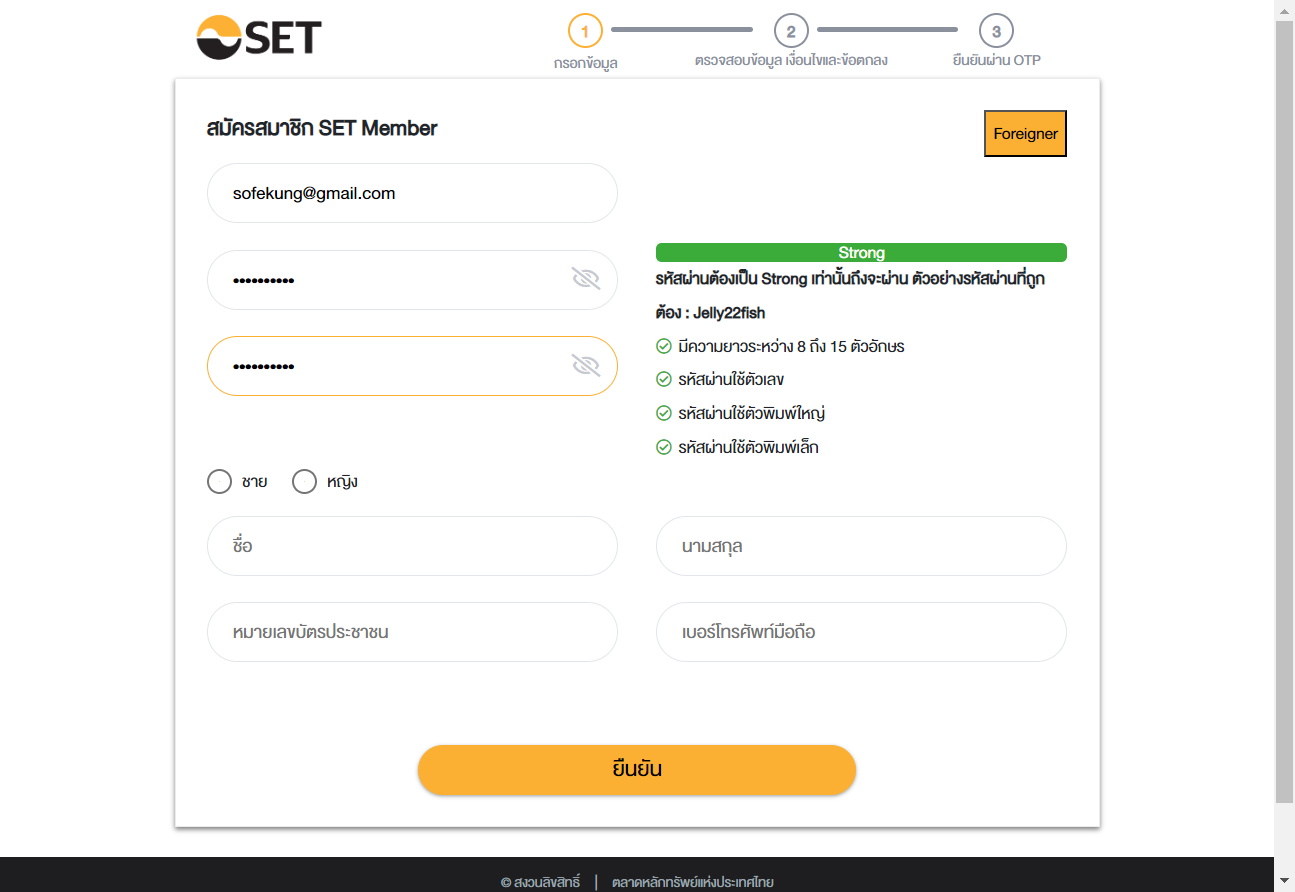 SET
1
2
3
กรอกข้อมูล
ตรวจสอบข้อมูล เงื่อนไขและข้อตกลง
ยืนยันผ่าน OTP
สมัครสมาชิก SET Member
Foreigner
sofekung@gmail.com
••••••••••
Strong
รหัสผ่านต้องเป็น Strong เท่านั้นถึงจะผ่าน ตัวอย่างรหัสผ่านที่ถูก
ต้อง : Jelly22fish
••••••••••
มีความยาวระหว่าง 8 ถึง 15 ตัวอักษร
รหัสผ่านใช้ตัวเลข
รหัสผ่านใช้ตัวพิมพ์ใหญ่
รหัสผ่านใช้ตัวพิมพ์เล็ก
ชาย หญิง
ชื่อ
นามสกุล
หมายเลขบัตรประชาชน
เบอร์โทรศัพท์มือถือ
ยืนยัน
© สงวนลิขสิทธิ์ | ตลาดหลักทรัพย์แห่งประเทศไทย